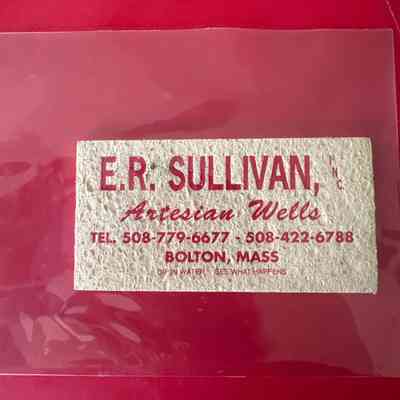 E.R. SULLIVAN, INC.
Artesian Wells
TEL. 508-779-6677 - 508-422-6788
BOLTON, MASS
DIP IN WATER SEE WHAT HAPPENS